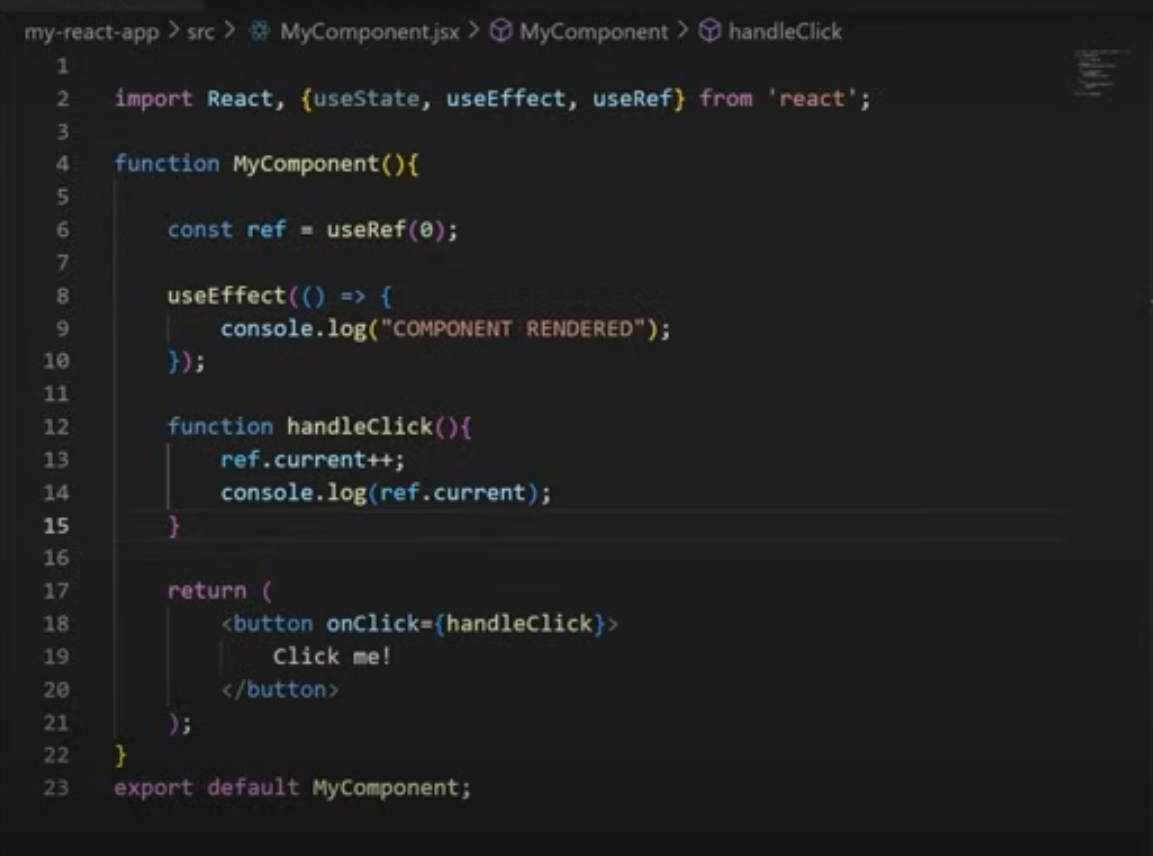 my-react-app > src > MyComponent.jsx > MyComponent > handleClick
1
2 import React, {useState, useEffect, useRef} from 'react';
3
4 function MyComponent(){
5
6     const ref = useRef(0);
7
8     useEffect(() => {
9         console.log("COMPONENT RENDERED");
10     });
11
12     function handleClick(){
13         ref.current++;
14         console.log(ref.current);
15     }
16
17     return (
18         <button onClick={handleClick}>
19             Click me!
20         </button>
21     );
22 }
23 export default MyComponent;